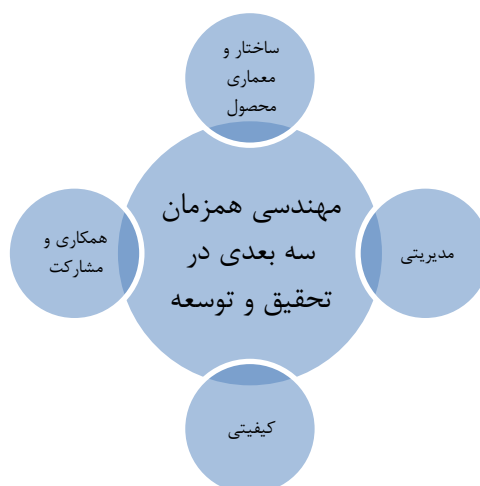 ساختار و
معماری
محصول
مهندسی همزمان
سه بعدی در
تحقیق و توسعه
مدیریتی
همکاری و
مشارکت
کیفیتی